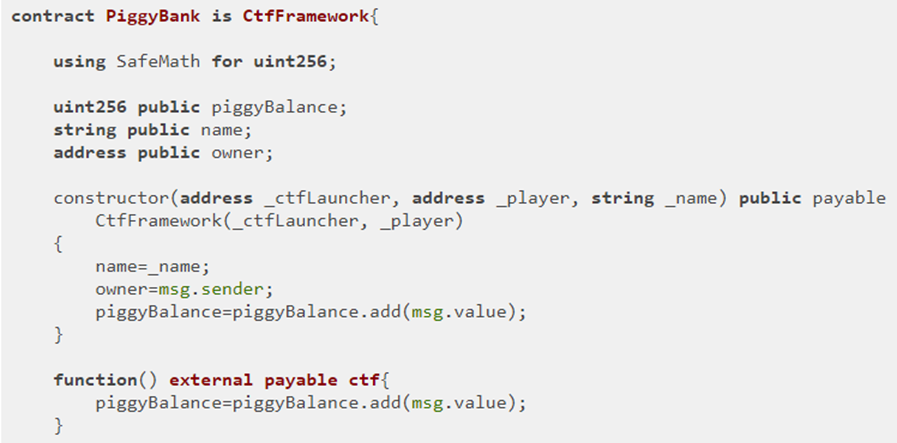 contract PiggyBank is CtfFramework{
using SafeMath for uint256;
uint256 public piggyBalance;
string public name;
address public owner;
constructor(address _ctfLauncher, address _player, string _name) public payable
CtfFramework(_ctfLauncher, _player)
{
name=_name;
owner=msg.sender;
piggyBalance=piggyBalance.add(msg.value);
}
function() external payable ctf{
piggyBalance=piggyBalance.add(msg.value);
}